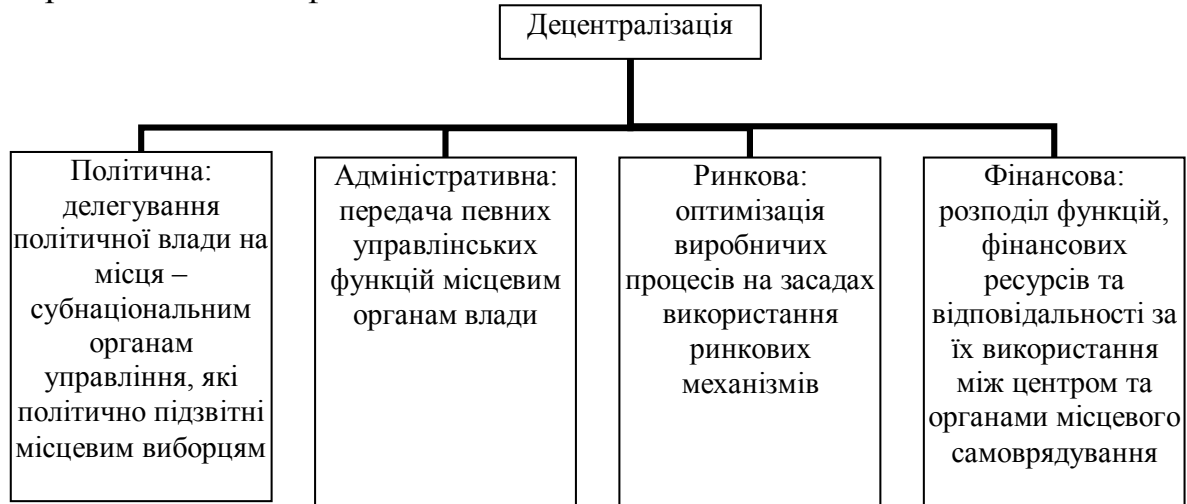 Децентралізація
Політична:
делегування
політичної влади на
місця –
субнаціональним
органам
управління, які
політично підзвітні
місцевим виборцям
Адміністративна:
передача певних
управлінських
функцій місцевим
органам влади
Ринкова:
оптимізація
виробничих
процесів на засадах
використання
ринкових
механізмів
Фінансова:
розподіл функцій,
фінансових
ресурсів та
відповідальності за
їх використання
між центром та
органами місцевого
самоврядування